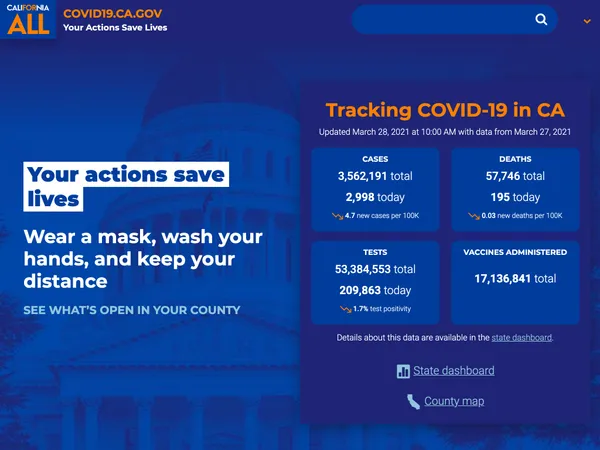 CALIFORNIA
ALL
COVID19.CA.GOV
Your Actions Save Lives
Your actions save
lives
Wear a mask, wash your
hands, and keep your
distance
SEE WHAT'S OPEN IN YOUR COUNTY
Tracking COVID-19 in CA
Updated March 28, 2021 at 10:00 AM with data from March 27, 2021
CASES
3,562,191 total
2,998 today
4.7 new cases per 100K
DEATHS
57,746 total
195 today
0.03 new deaths per 100K
TESTS
53,384,553 total
209,863 today
1.7% test positivity
VACCINES ADMINISTERED
17,136,841 total
Details about this data are available in the state dashboard.
State dashboard
County map